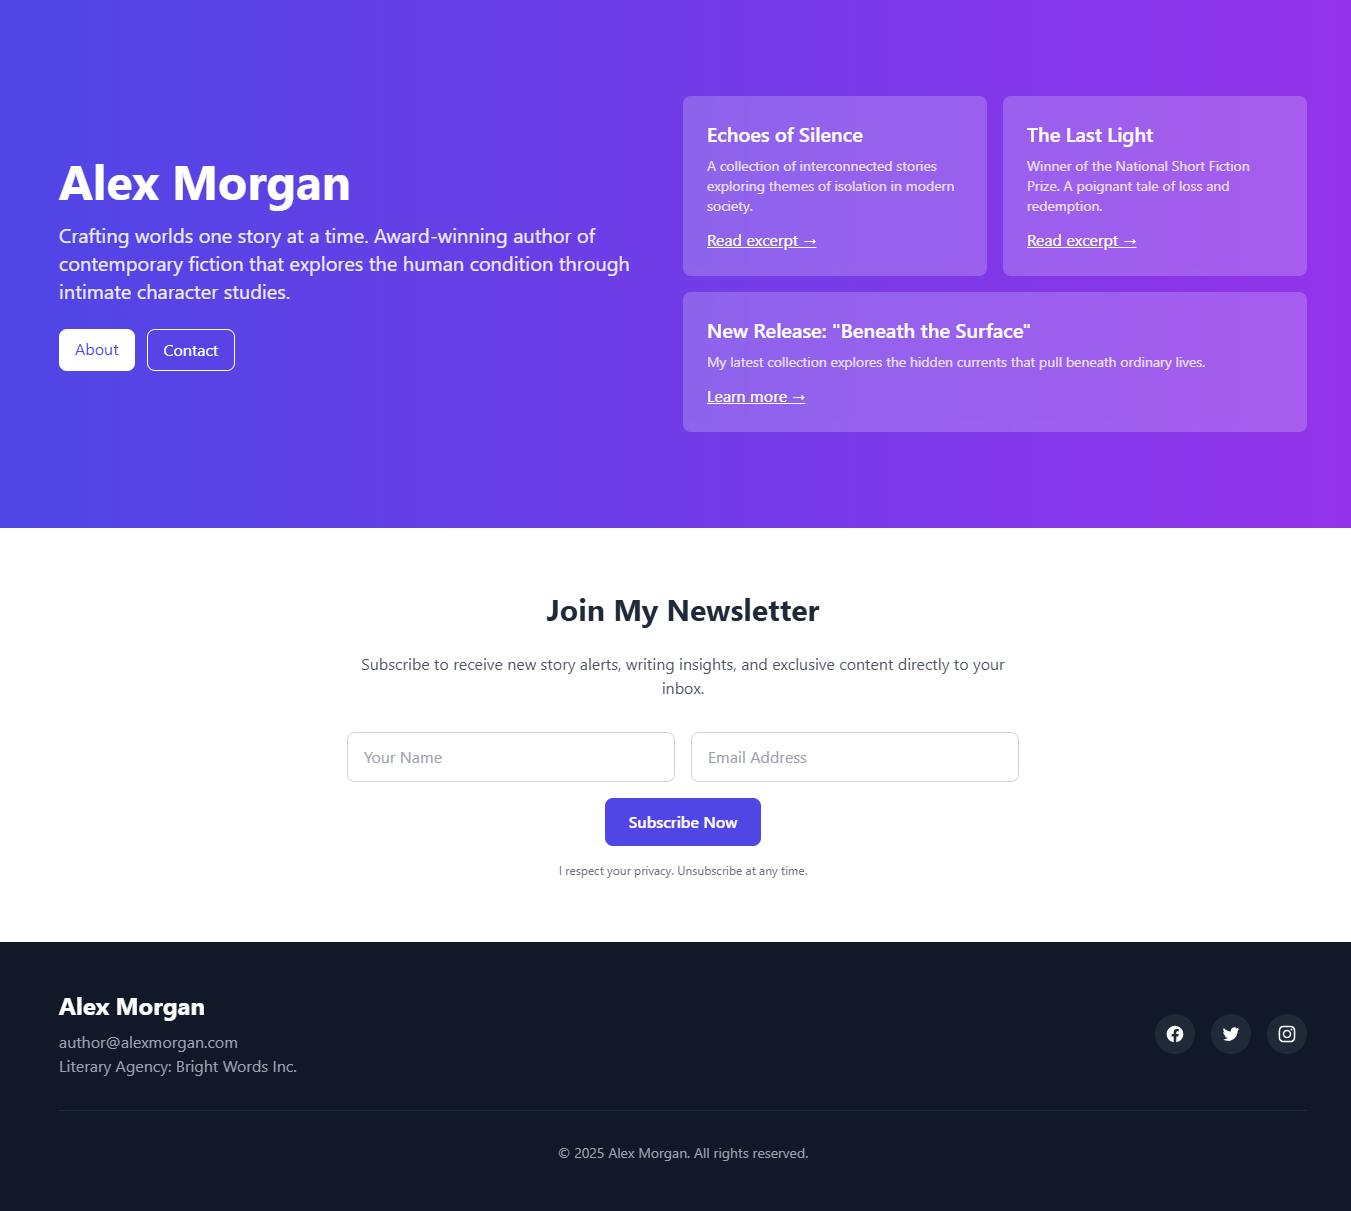 Alex Morgan
Crafting worlds one story at a time. Award-winning author of
contemporary fiction that explores the human condition through
intimate character studies.
About
Contact
Echoes of Silence
A collection of interconnected stories
exploring themes of isolation in modern
society.
Read excerpt →
The Last Light
Winner of the National Short Fiction
Prize. A poignant tale of loss and
redemption.
Read excerpt →
New Release: "Beneath the Surface"
My latest collection explores the hidden currents that pull beneath ordinary lives.
Learn more →
Join My Newsletter
Subscribe to receive new story alerts, writing insights, and exclusive content directly to your
inbox.
Your Name
Email Address
Subscribe Now
I respect your privacy. Unsubscribe at any time.
Alex Morgan
author@alexmorgan.com
Literary Agency: Bright Words Inc.
© 2025 Alex Morgan. All rights reserved.